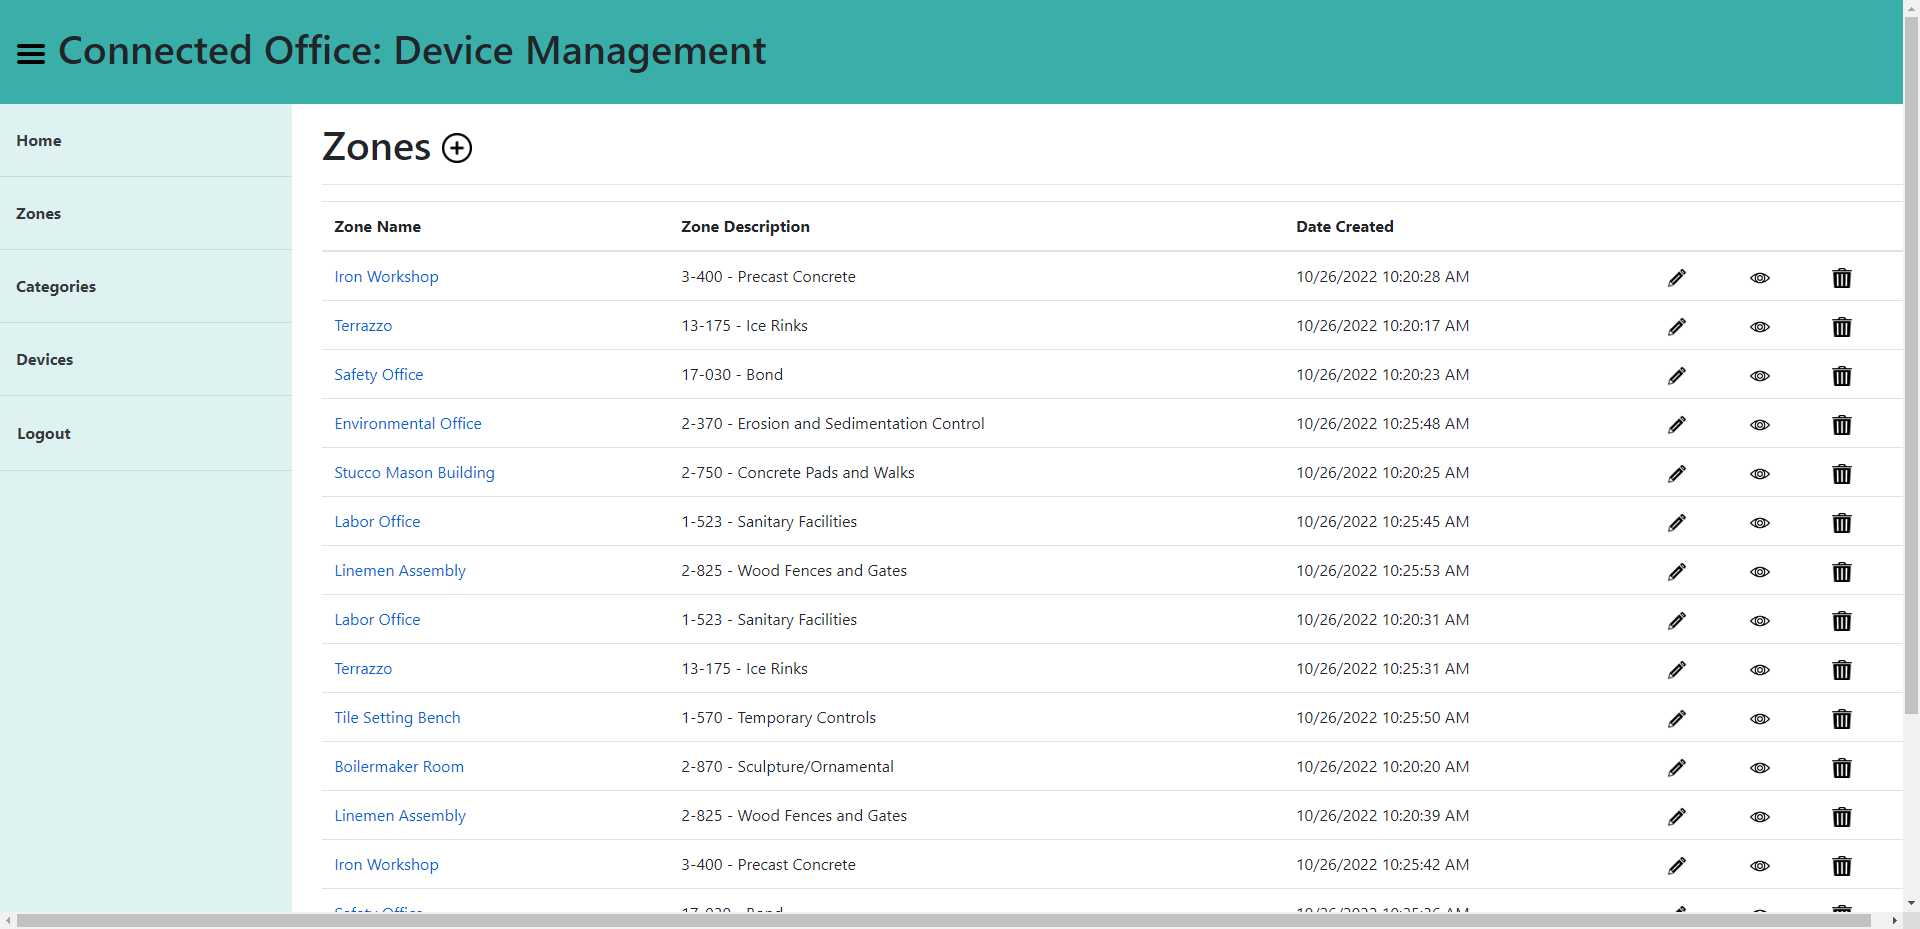 Connected Office: Device Management
Home
Zones
Categories
Devices
Logout
Zones
Zone Name Zone Description Date Created
Iron Workshop 3-400 - Precast Concrete 10/26/2022 10:20:28 AM
Terrazzo 13-175 - Ice Rinks 10/26/2022 10:20:17 AM
Safety Office 17-030 - Bond 10/26/2022 10:20:23 AM
Environmental Office 2-370 - Erosion and Sedimentation Control 10/26/2022 10:25:48 AM
Stucco Mason Building 2-750 - Concrete Pads and Walks 10/26/2022 10:20:25 AM
Labor Office 1-523 - Sanitary Facilities 10/26/2022 10:25:45 AM
Linemen Assembly 2-825 - Wood Fences and Gates 10/26/2022 10:25:53 AM
Labor Office 1-523 - Sanitary Facilities 10/26/2022 10:20:31 AM
Terrazzo 13-175 - Ice Rinks 10/26/2022 10:25:31 AM
Tile Setting Bench 1-570 - Temporary Controls 10/26/2022 10:25:50 AM
Boilermaker Room 2-870 - Sculpture/Ornamental 10/26/2022 10:20:20 AM
Linemen Assembly 2-825 - Wood Fences and Gates 10/26/2022 10:20:39 AM
Iron Workshop 3-400 - Precast Concrete 10/26/2022 10:25:42 AM
Safety Office 17-030 - Bond